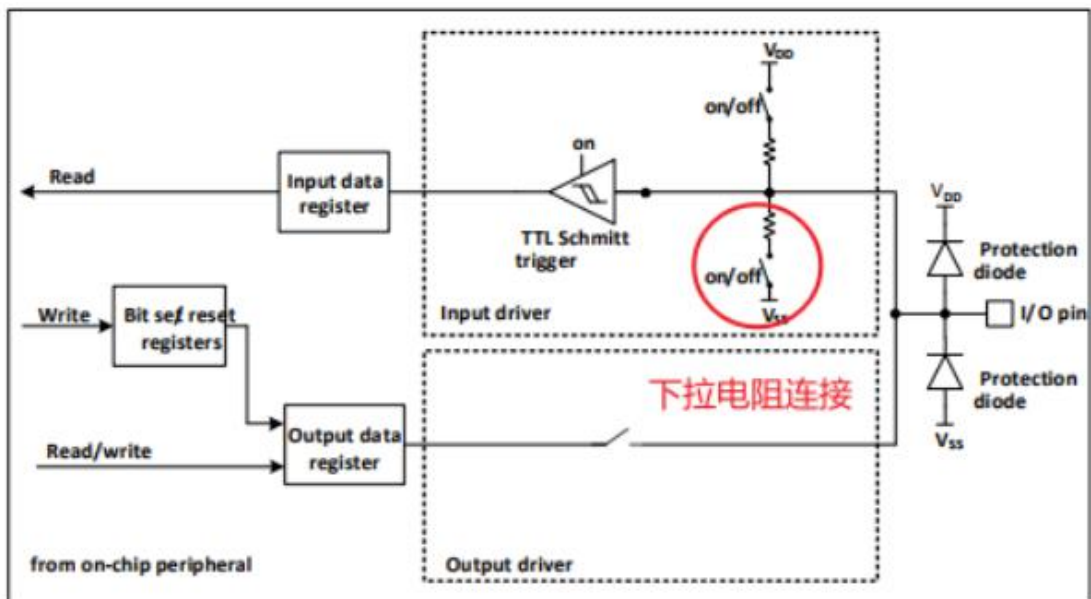 VDD
on/off
on
Read
Input data
register
TTL Schmitt
trigger
on/off
VSS
VDD
Protection
diode
I/O pin
Write
Bit set/ reset
registers
Input driver
下拉电阻连接
Protection
diode
VSS
Output data
register
Read/write
from on-chip peripheral
Output driver